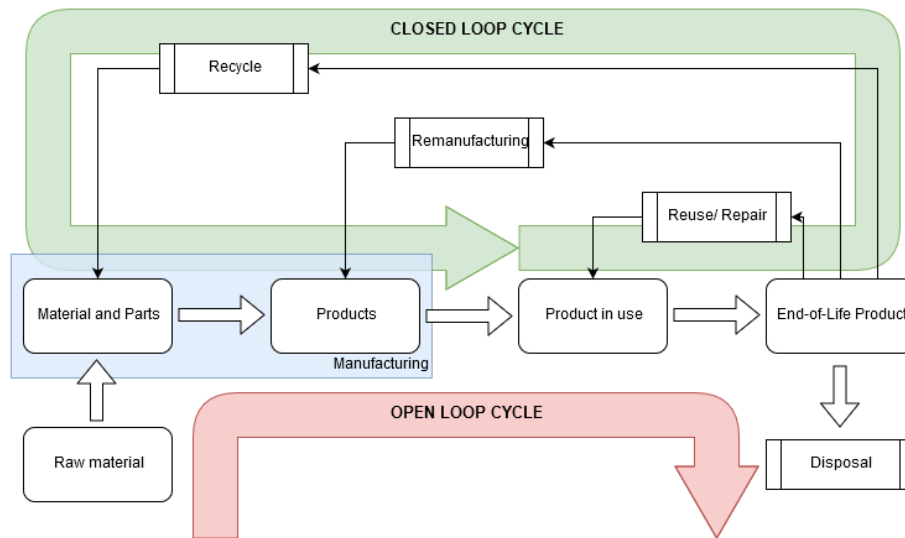 CLOSED LOOP CYCLE
Recycle
Remanufacturing
Reuse/ Repair
Material and Parts
Products
Product in use
End-of-Life Product
Manufacturing
OPEN LOOP CYCLE
Raw material
Disposal